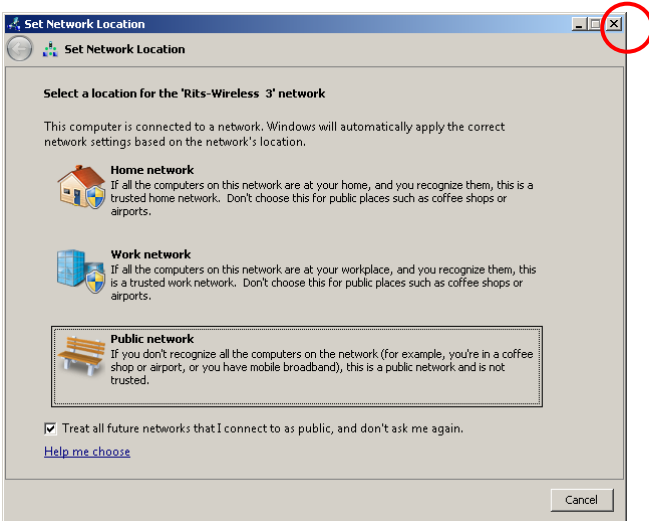 Set Network Location
Set Network Location
Select a location for the 'Rits-Wireless 3' network
This computer is connected to a network. Windows will automatically apply the correct
network settings based on the network's location.
Home network
If all the computers on this network are at your home, and you recognize them, this is a
trusted home network. Don't choose this for public places such as coffee shops or
airports.
Work network
If all the computers on this network are at your workplace, and you recognize them, this
is a trusted work network. Don't choose this for public places such as coffee shops or
airports.
Public network
If you don't recognize all the computers on the network (for example, you're in a coffee
shop or airport, or you have mobile broadband), this is a public network and is not
trusted.
Treat all future networks that I connect to as public, and don't ask me again.
Help me choose
Cancel